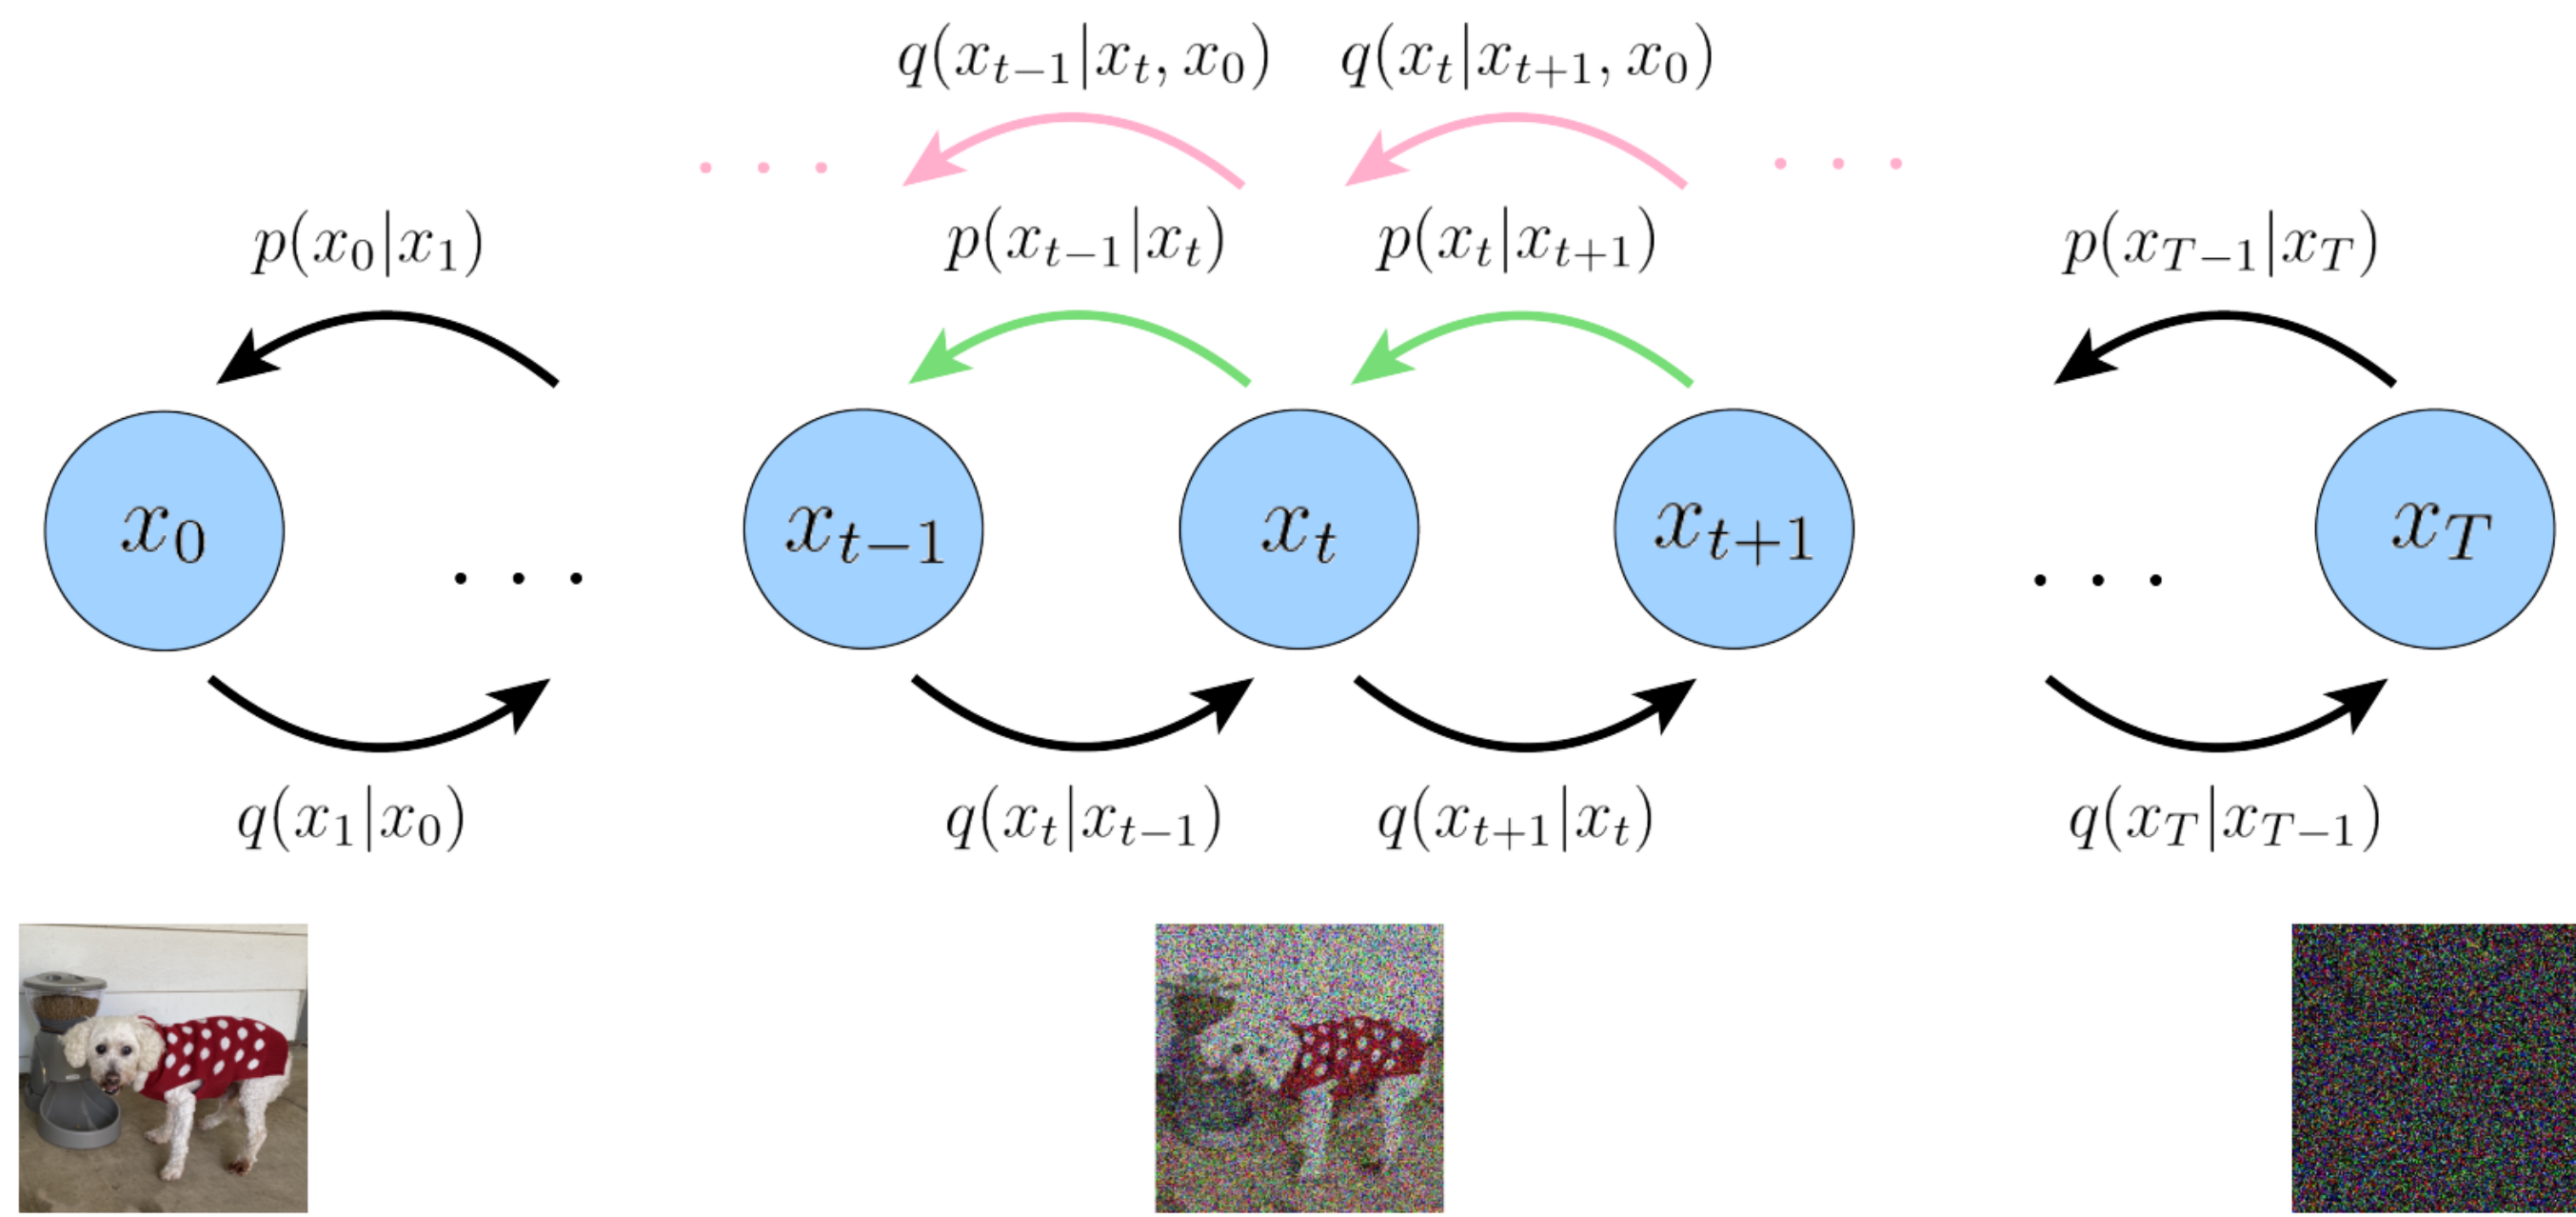 q(x_{t−1}|x_t, x_0) q(x_t|x_{t+1}, x_0)
p(x_0|x_1) p(x_{t−1}|x_t) p(x_t|x_{t+1}) p(x_{T−1}|x_T)
x_0 x_{t−1} x_t x_{t+1} x_T
q(x_1|x_0) q(x_t|x_{t−1}) q(x_{t+1}|x_t) q(x_T|x_{T−1})